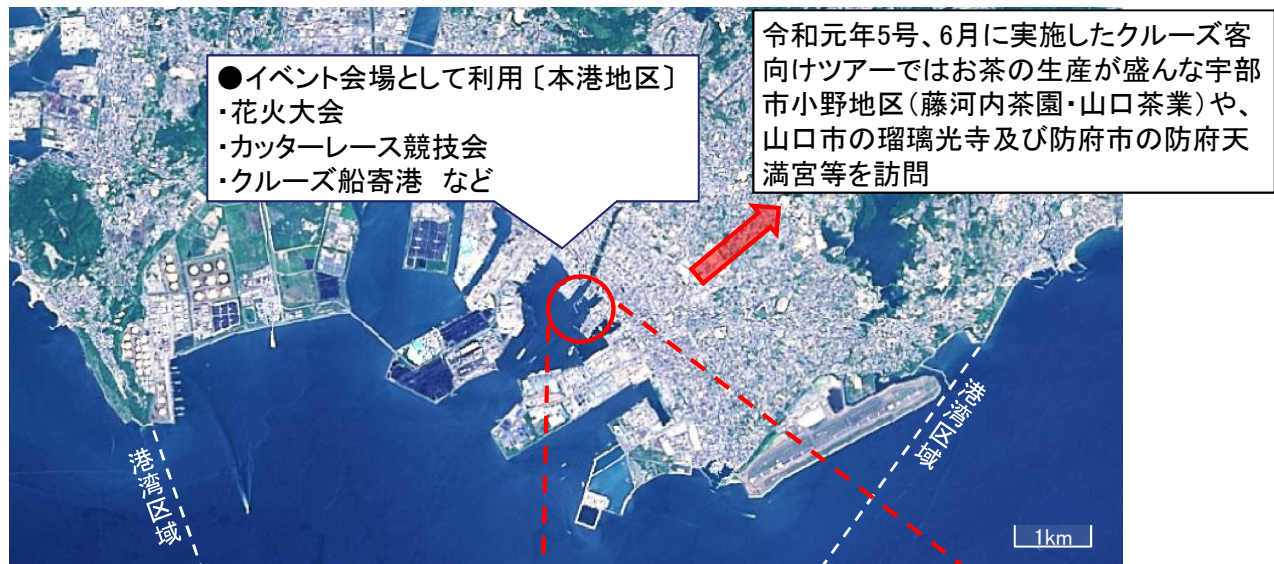 ●イベント会場として利用〔本港地区〕
・花火大会
・カッターレース競技会
・クルーズ船寄港　など
令和元年5号、6月に実施したクルーズ客
向けツアーではお茶の生産が盛んな宇部
市小野地区(藤河内茶園・山口茶業)や、
山口市の瑠璃光寺及び防府市の防府天
満宮等を訪問
港湾区域
港湾区域
1km